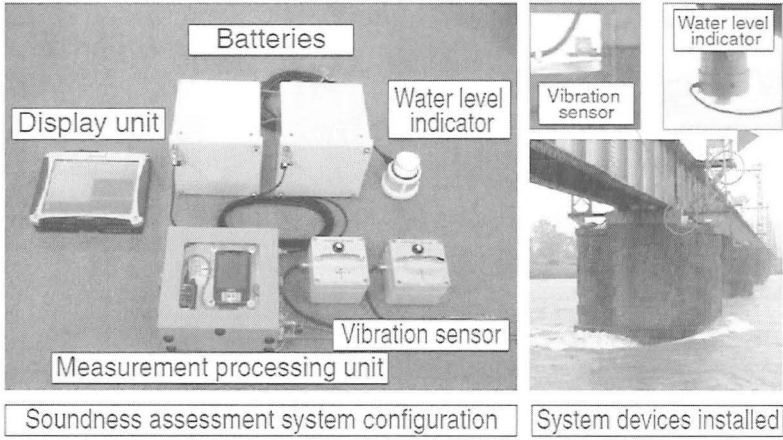 Batteries
Display unit
Water level
indicator
Vibration sensor
Measurement processing unit
Soundness assessment system configuration
Vibration
sensor
Water level
indicator
System devices installed